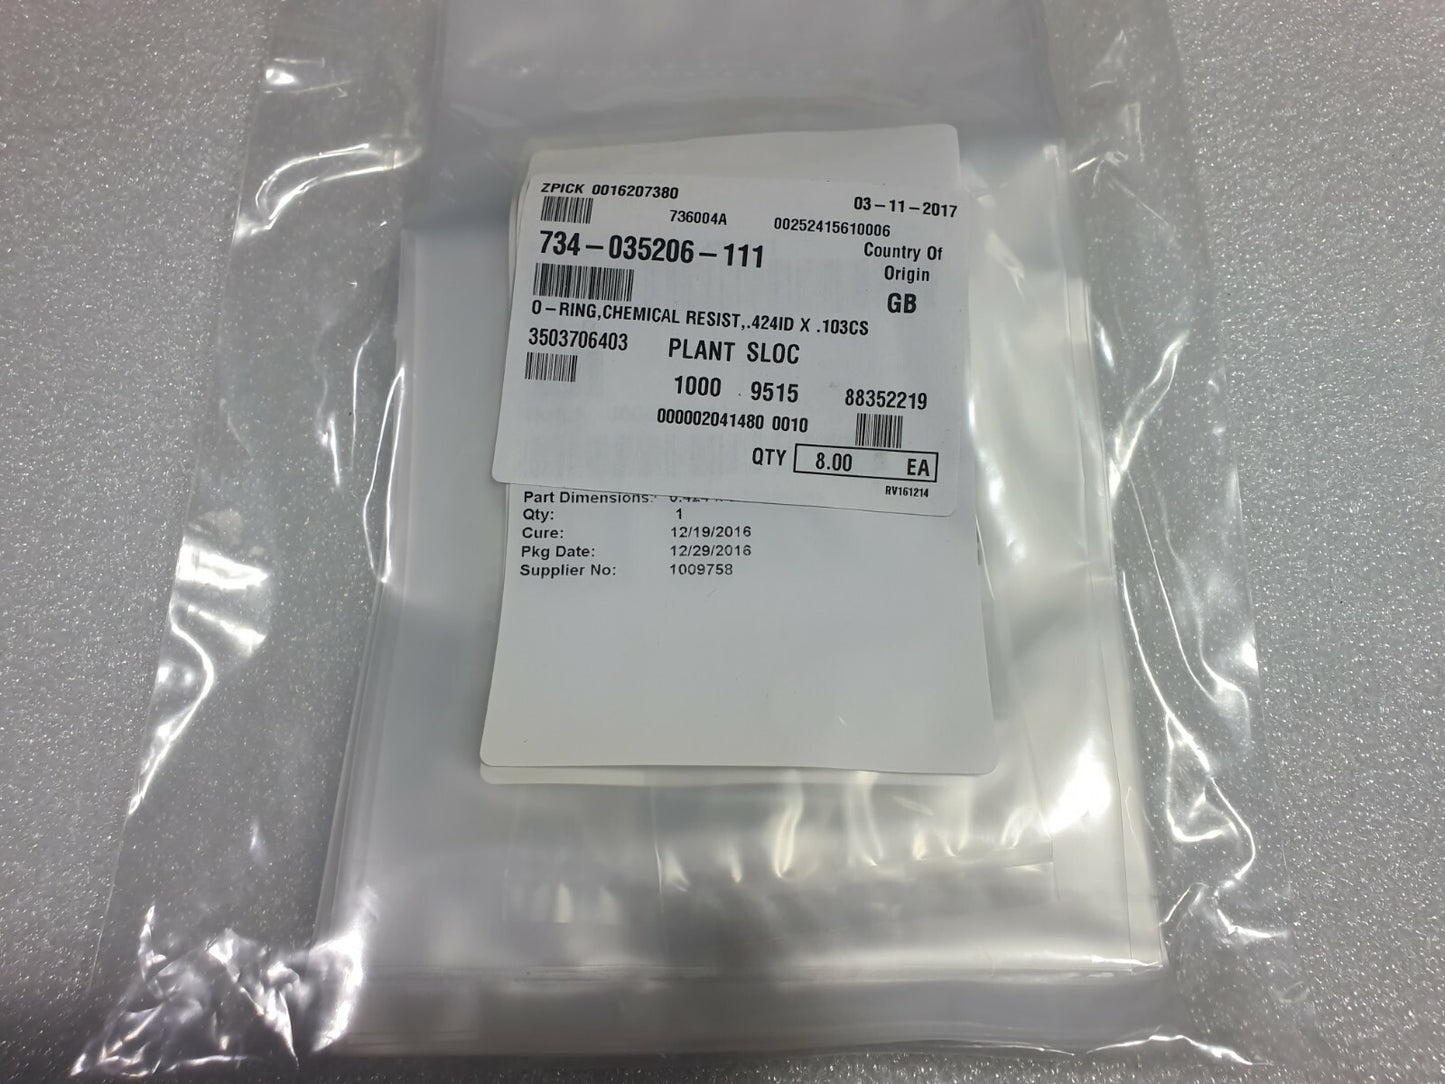 ZPICK 0016207380
03-11-2017
736004A
00252415610006
734-035206-111
Country Of
Origin
GB
O-RING,CHEMICAL RESIST,.424ID X .103CS
3503706403
PLANT SLOC
1000 9515
88352219
000002041480 0010
QTY 8.00 EA
RV161214
Part Dimensions:
Qty: 1
Cure: 12/19/2016
Pkg Date: 12/29/2016
Supplier No: 1009758